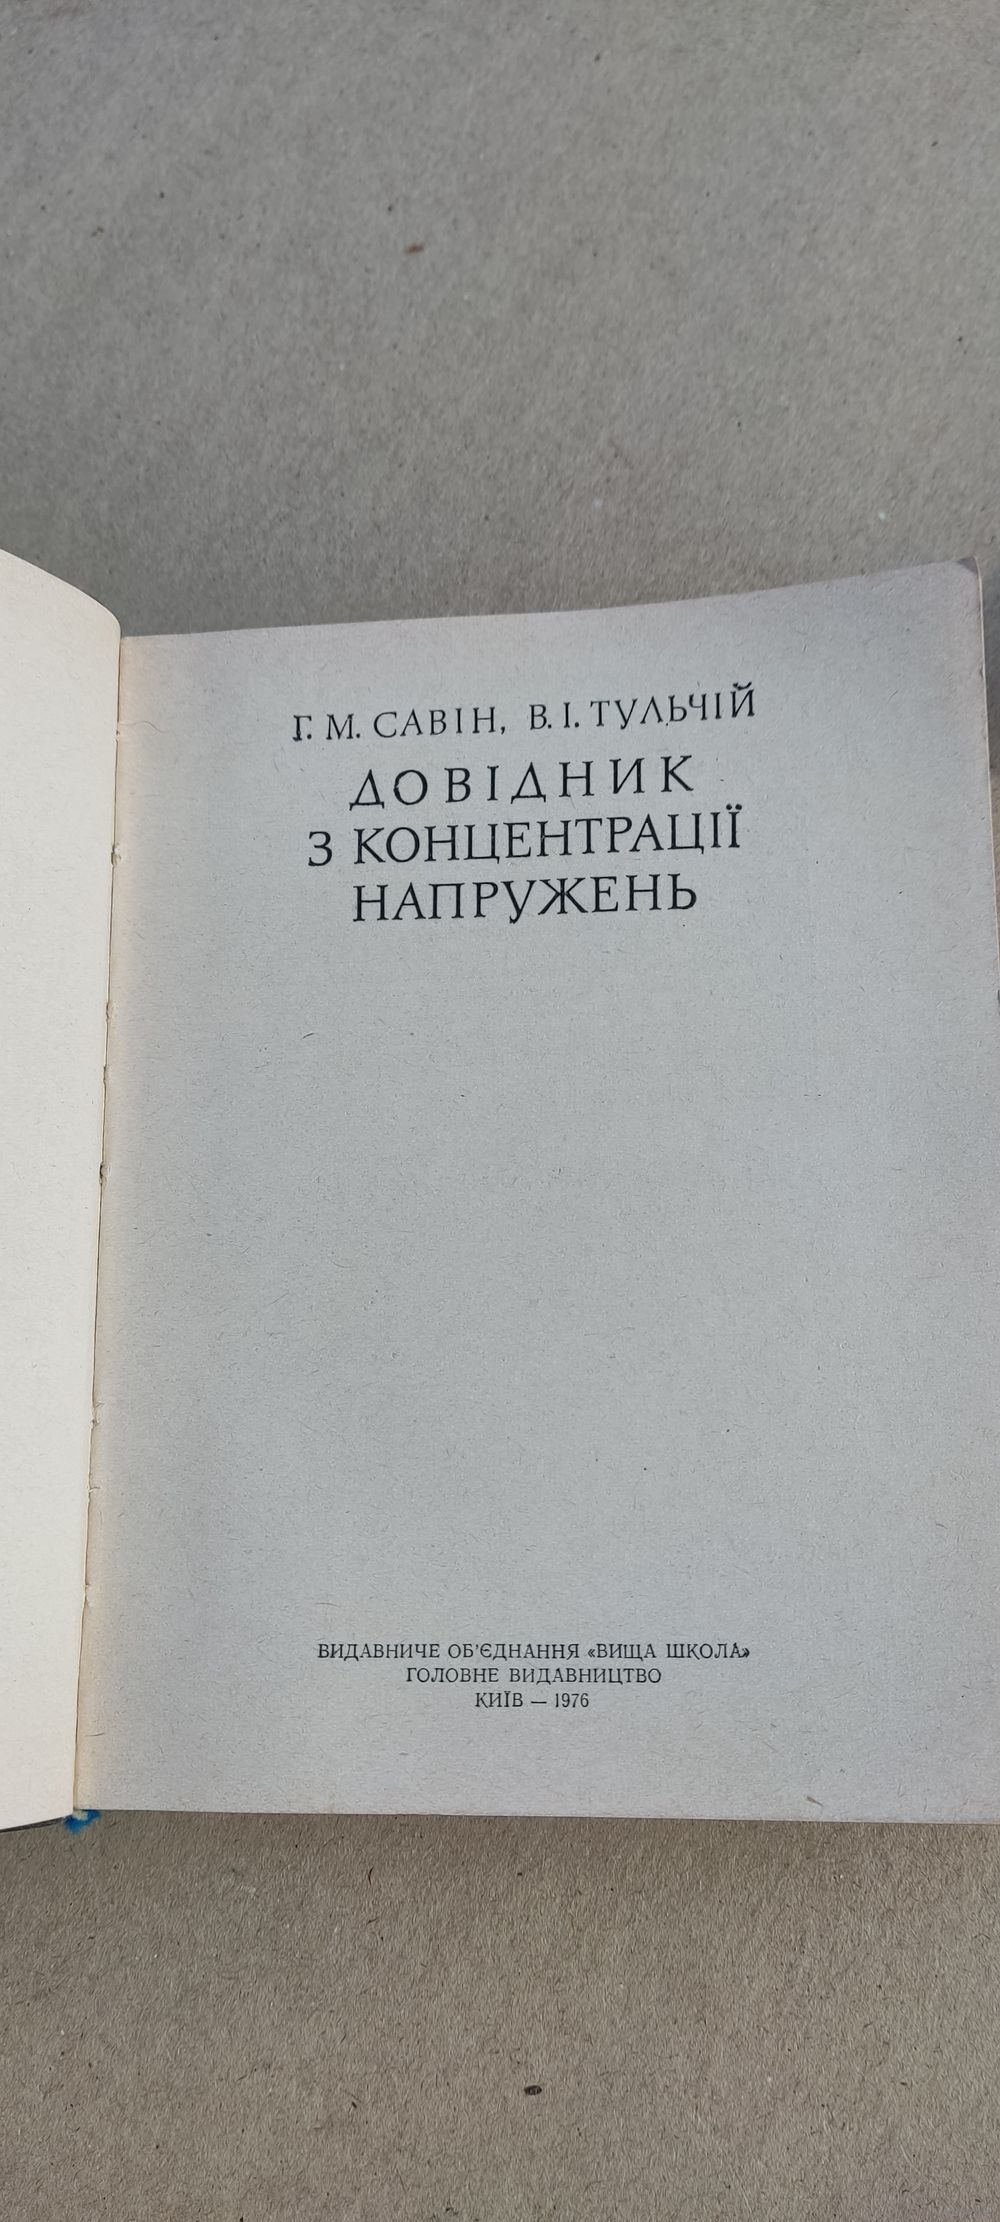 Г. М. САВІН, В. І. ТУЛЬЧІЙ
ДОВІДНИК
З КОНЦЕНТРАЦІЇ
НАПРУЖЕНЬ
ВИДАВНИЧЕ ОБ'ЄДНАННЯ «ВИЩА ШКОЛА»
ГОЛОВНЕ ВИДАВНИЦТВО
КИЇВ — 1976